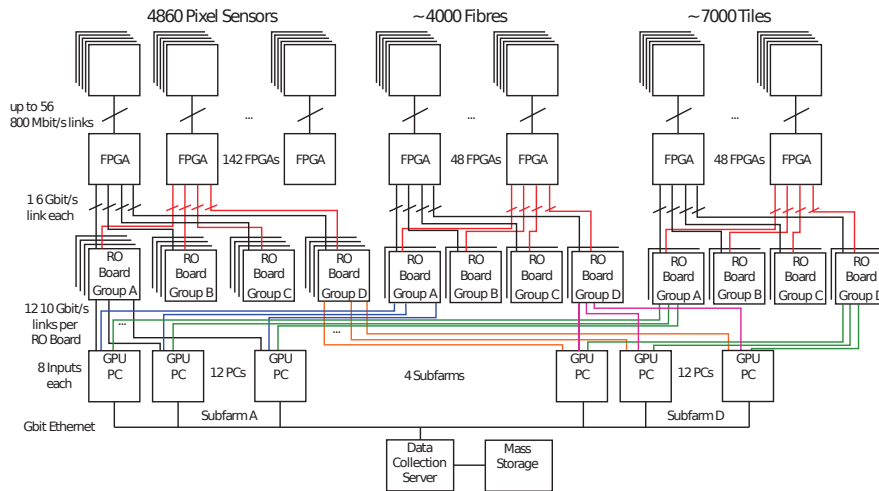 4860 Pixel Sensors ~4000 Fibres ~7000 Tiles
up to 56
800 Mbit/s links
... ... ...
FPGA FPGA 142 FPGAs FPGA FPGA 48 FPGAs FPGA FPGA 48 FPGAs FPGA
1 6 Gbit/s
link each
RO Board Group A
RO Board Group B
RO Board Group C
RO Board Group D
RO Board Group A
RO Board Group B
RO Board Group C
RO Board Group D
RO Board Group A
RO Board Group B
RO Board Group C
RO Board Group D
12 10 Gbit/s
links per
RO Board
... ...
8 Inputs
each
GPU PC
GPU PC
12 PCs
GPU PC
4 Subfarms
GPU PC
GPU PC
12 PCs
GPU PC
Subfarm A Subfarm D
Gbit Ethernet
Data
Collection
Server
Mass
Storage